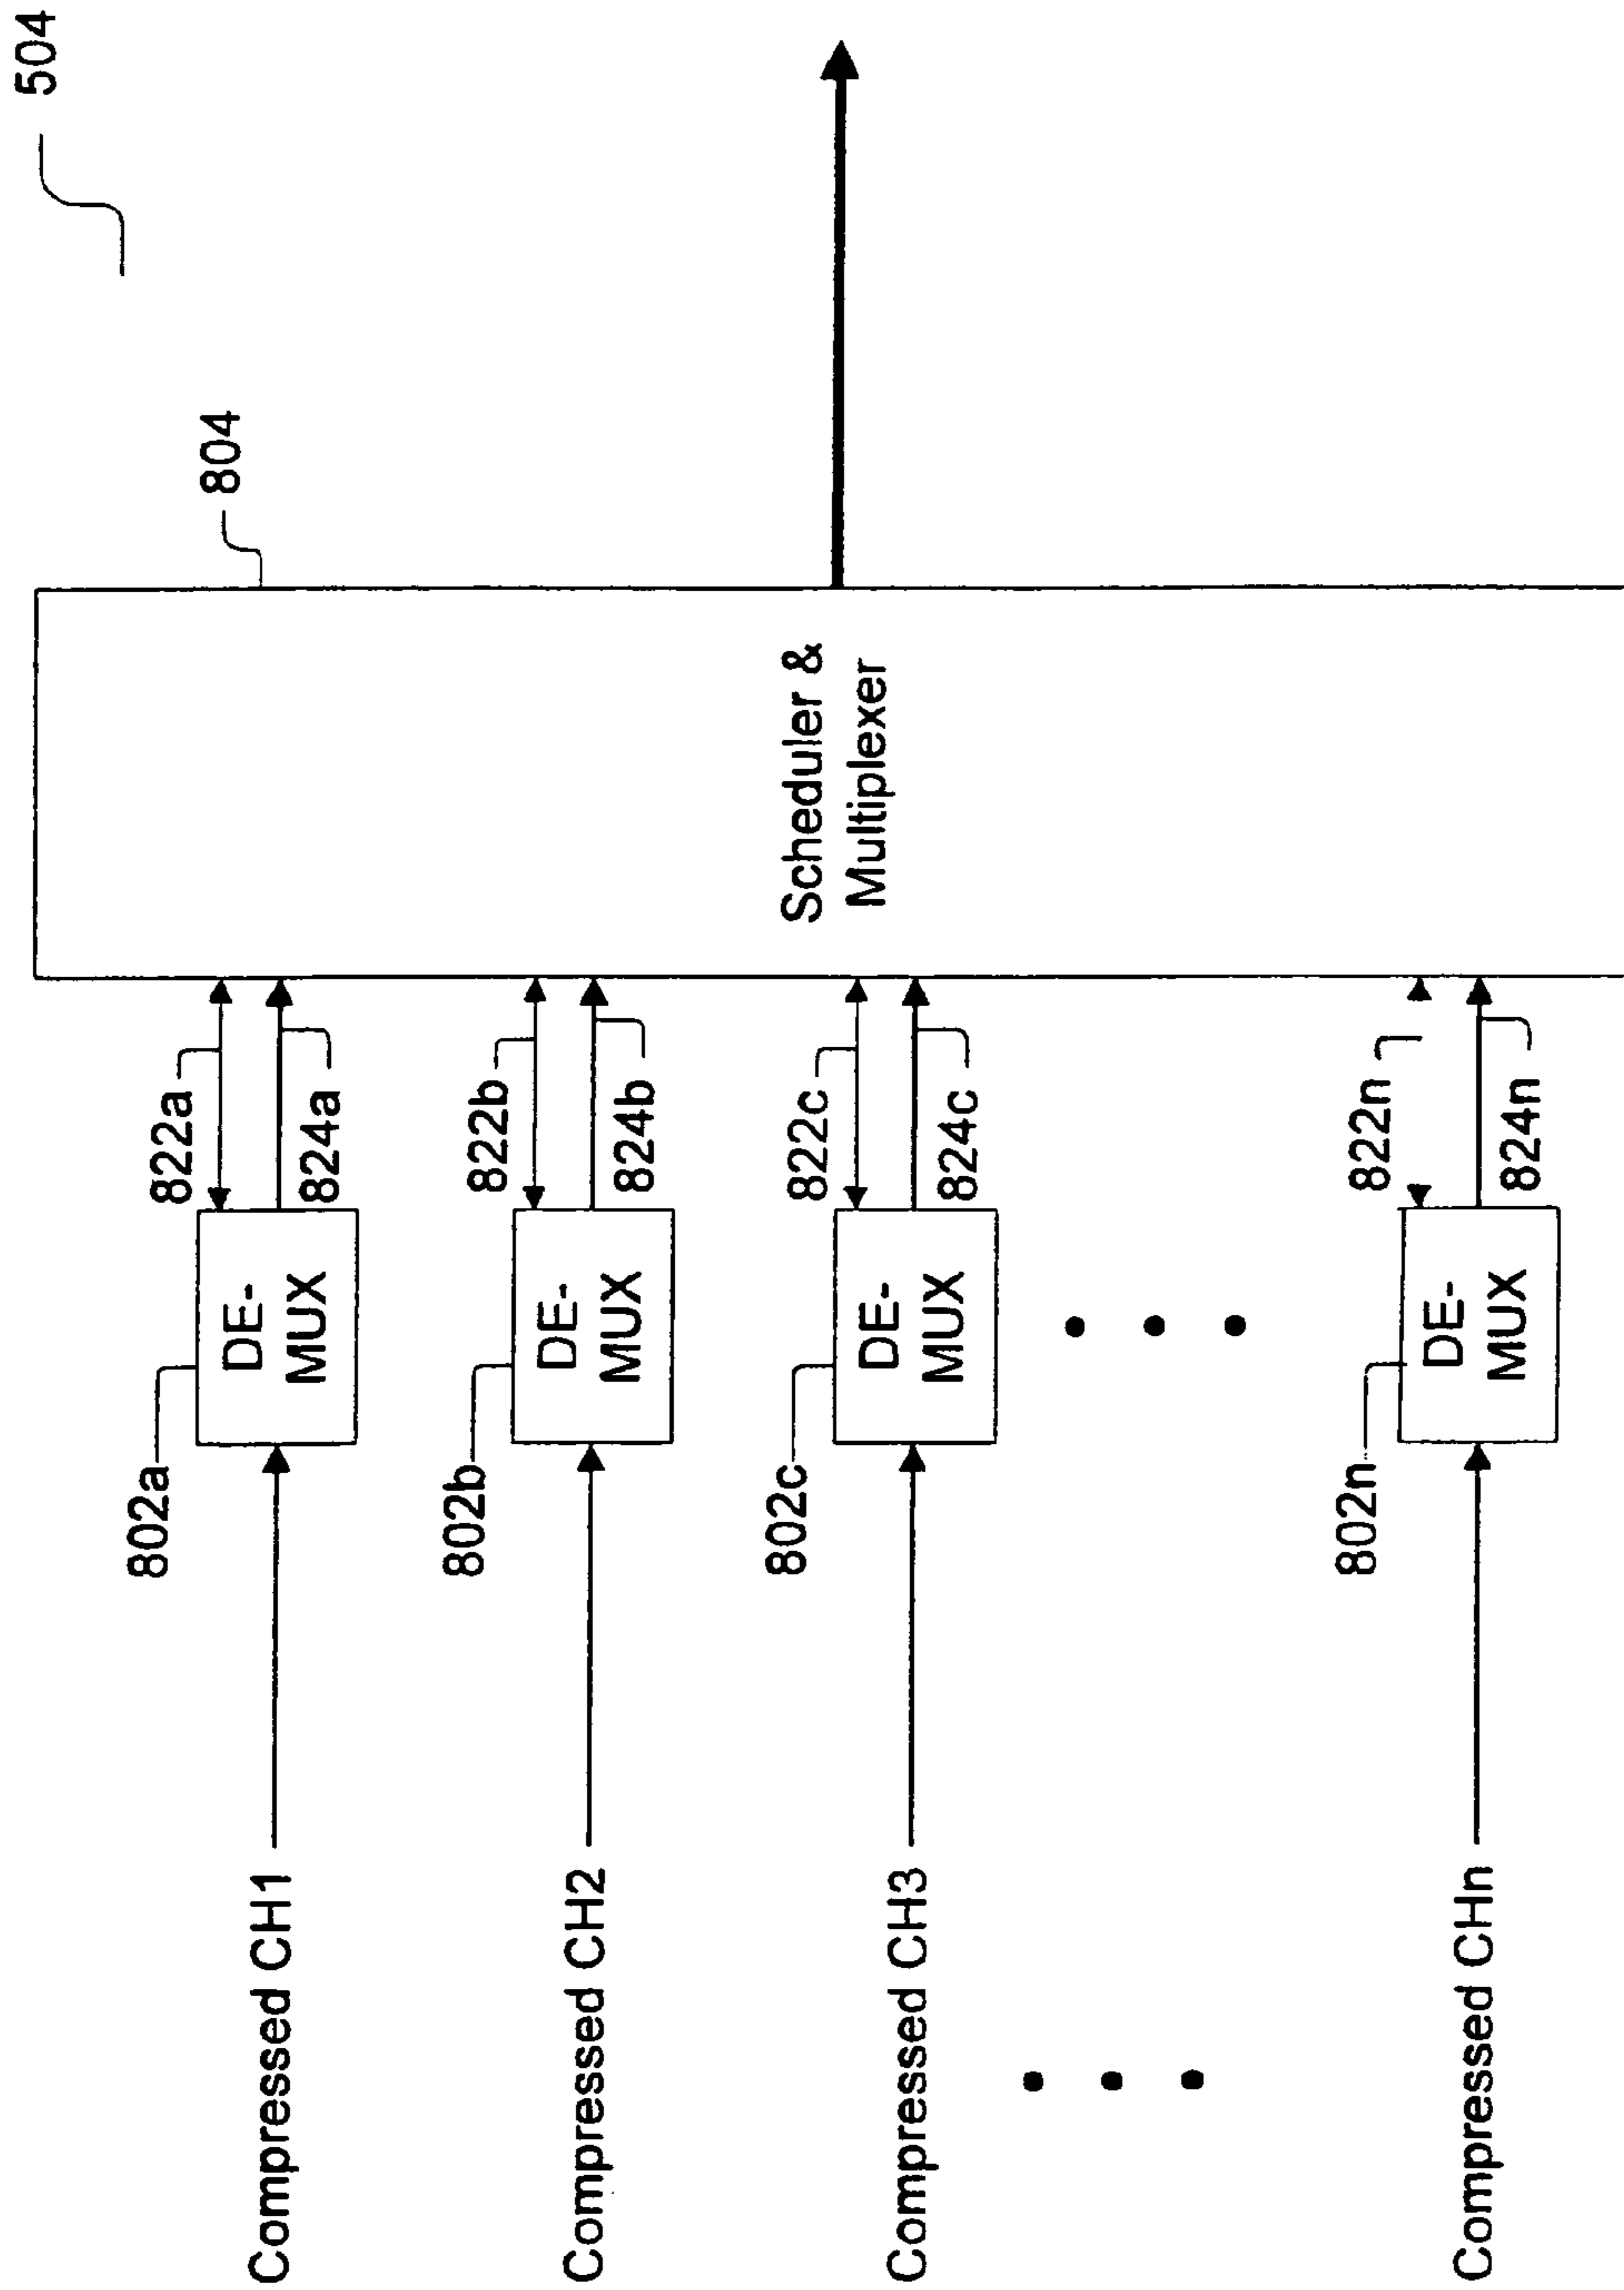 504
804
Scheduler &
Multiplexer
822a
824a
822b
824b
822c
824c
822n
824n
802a
DE-
MUX
802b
DE-
MUX
802c
DE-
MUX
802n
DE-
MUX
Compressed CH1
Compressed CH2
Compressed CH3
Compressed CHn